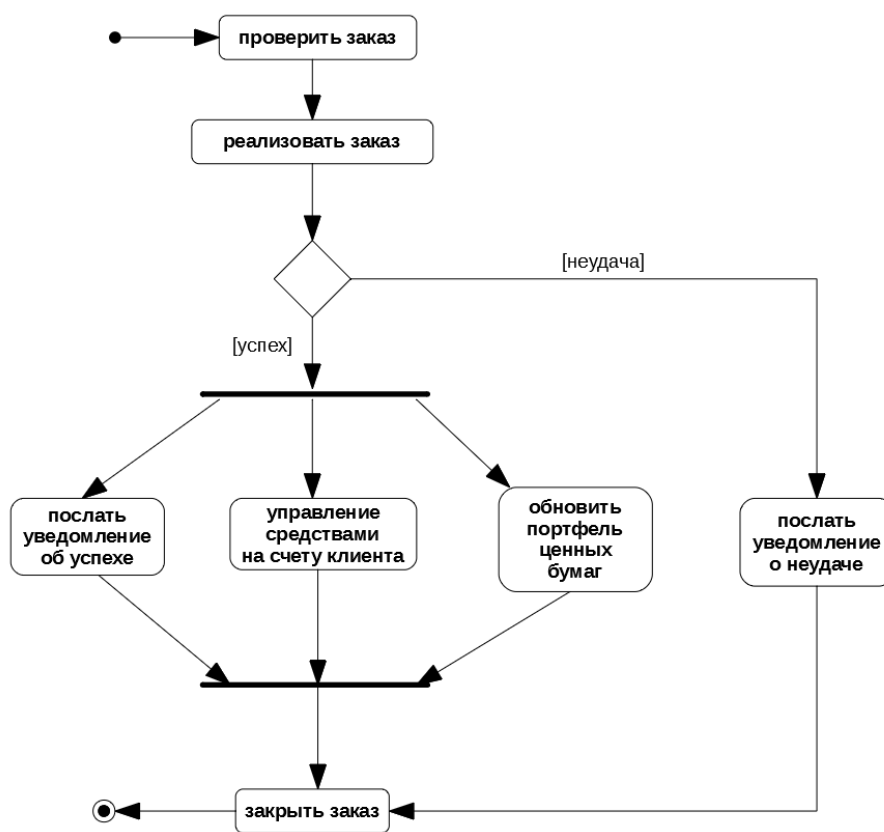 проверить заказ
реализовать заказ
[неудача]
[успех]
послать
уведомление
об успехе
управление
средствами
на счету клиента
обновить
портфель
ценных
бумаг
послать
уведомление
о неудаче
закрыть заказ